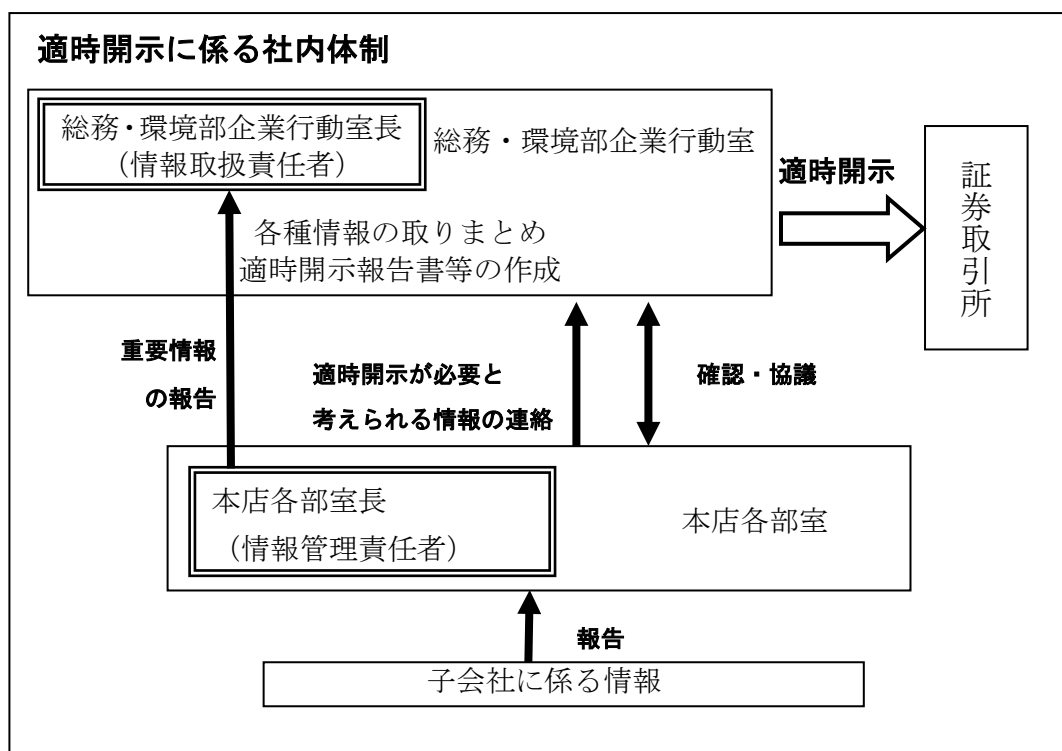 適時開示に係る社内体制
総務・環境部企業行動室長
（情報取扱責任者）
総務・環境部企業行動室
適時開示
証券取引所
各種情報の取りまとめ
適時開示報告書等の作成
重要情報
の報告
適時開示が必要と
考えられる情報の連絡
確認・協議
本店各部室長
（情報管理責任者）
本店各部室
報告
子会社に係る情報